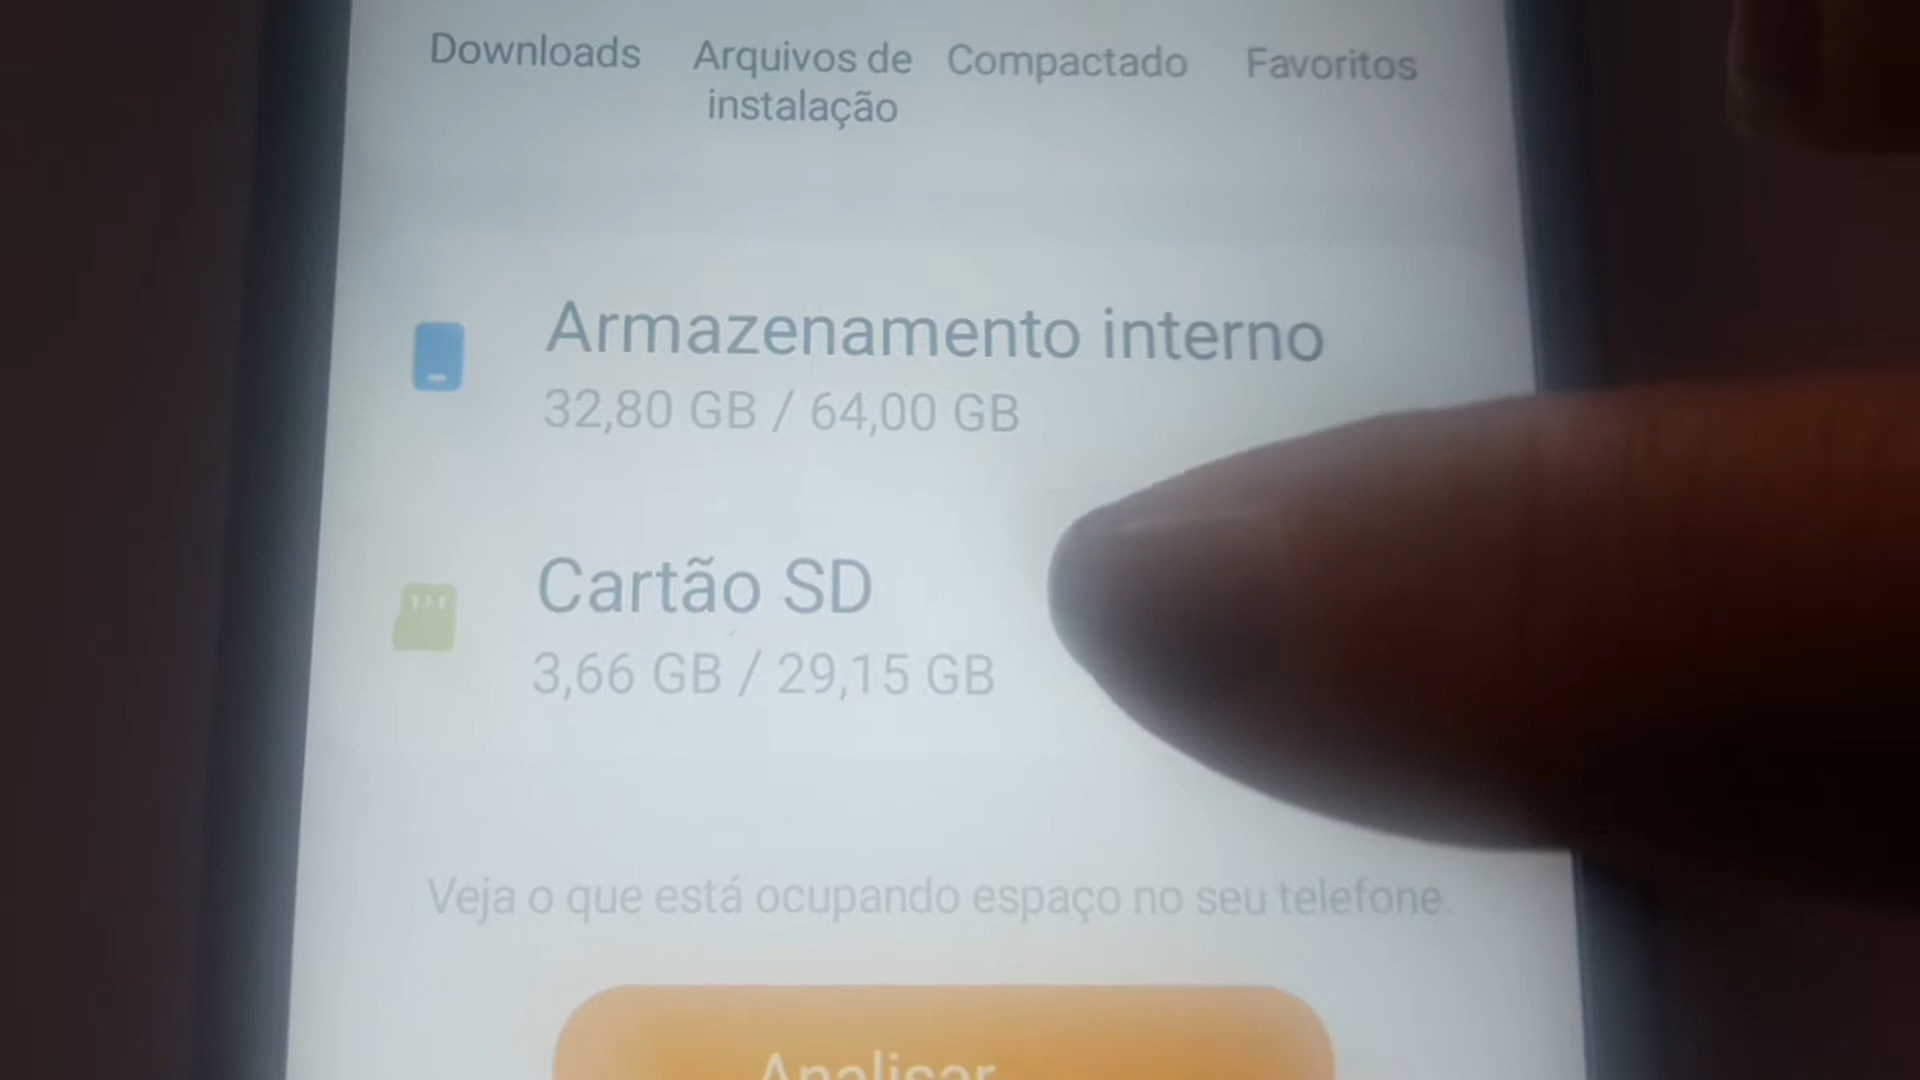 Downloads
Arquivos de
instalação
Compactado
Favoritos
Armazenamento interno
32,80 GB / 64,00 GB
Cartão SD
3,66 GB / 29,15 GB
Veja o que está ocupando espaço no seu telefone.
Analisar